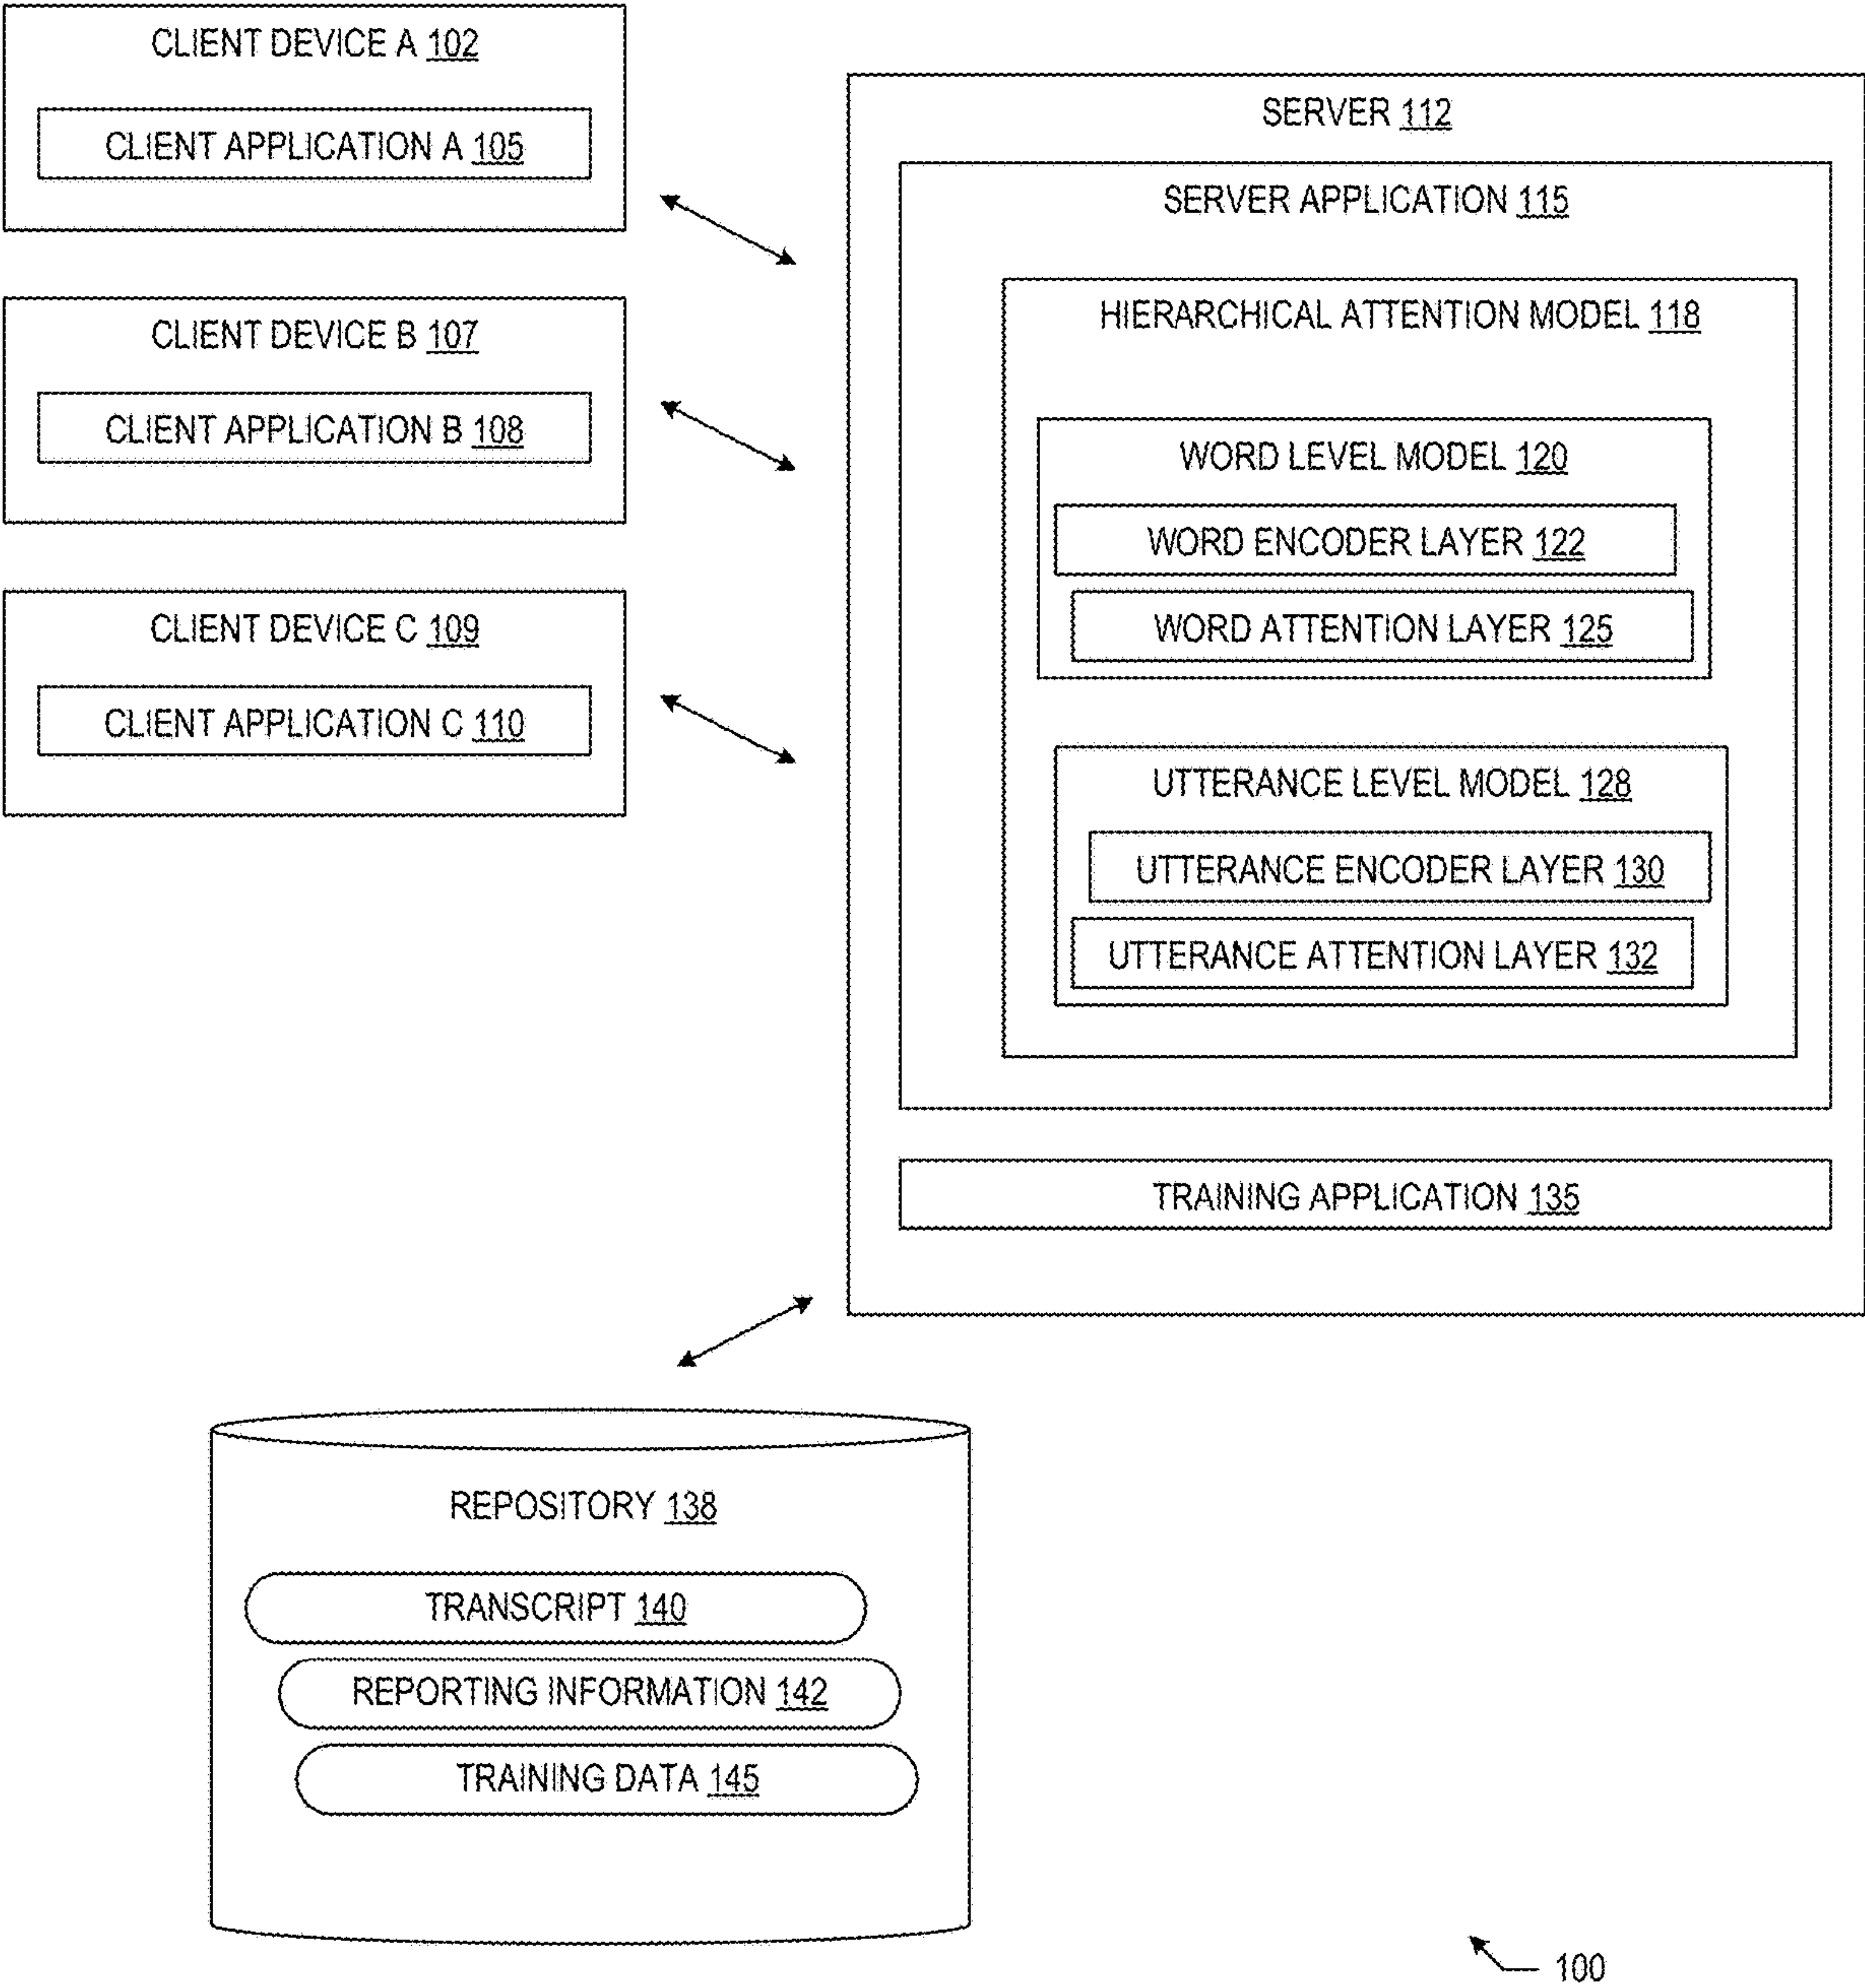 CLIENT DEVICE A 102
CLIENT APPLICATION A 105
CLIENT DEVICE B 107
CLIENT APPLICATION B 108
CLIENT DEVICE C 109
CLIENT APPLICATION C 110
SERVER 112
SERVER APPLICATION 115
HIERARCHICAL ATTENTION MODEL 118
WORD LEVEL MODEL 120
WORD ENCODER LAYER 122
WORD ATTENTION LAYER 125
UTTERANCE LEVEL MODEL 128
UTTERANCE ENCODER LAYER 130
UTTERANCE ATTENTION LAYER 132
TRAINING APPLICATION 135
REPOSITORY 138
TRANSCRIPT 140
REPORTING INFORMATION 142
TRAINING DATA 145
100